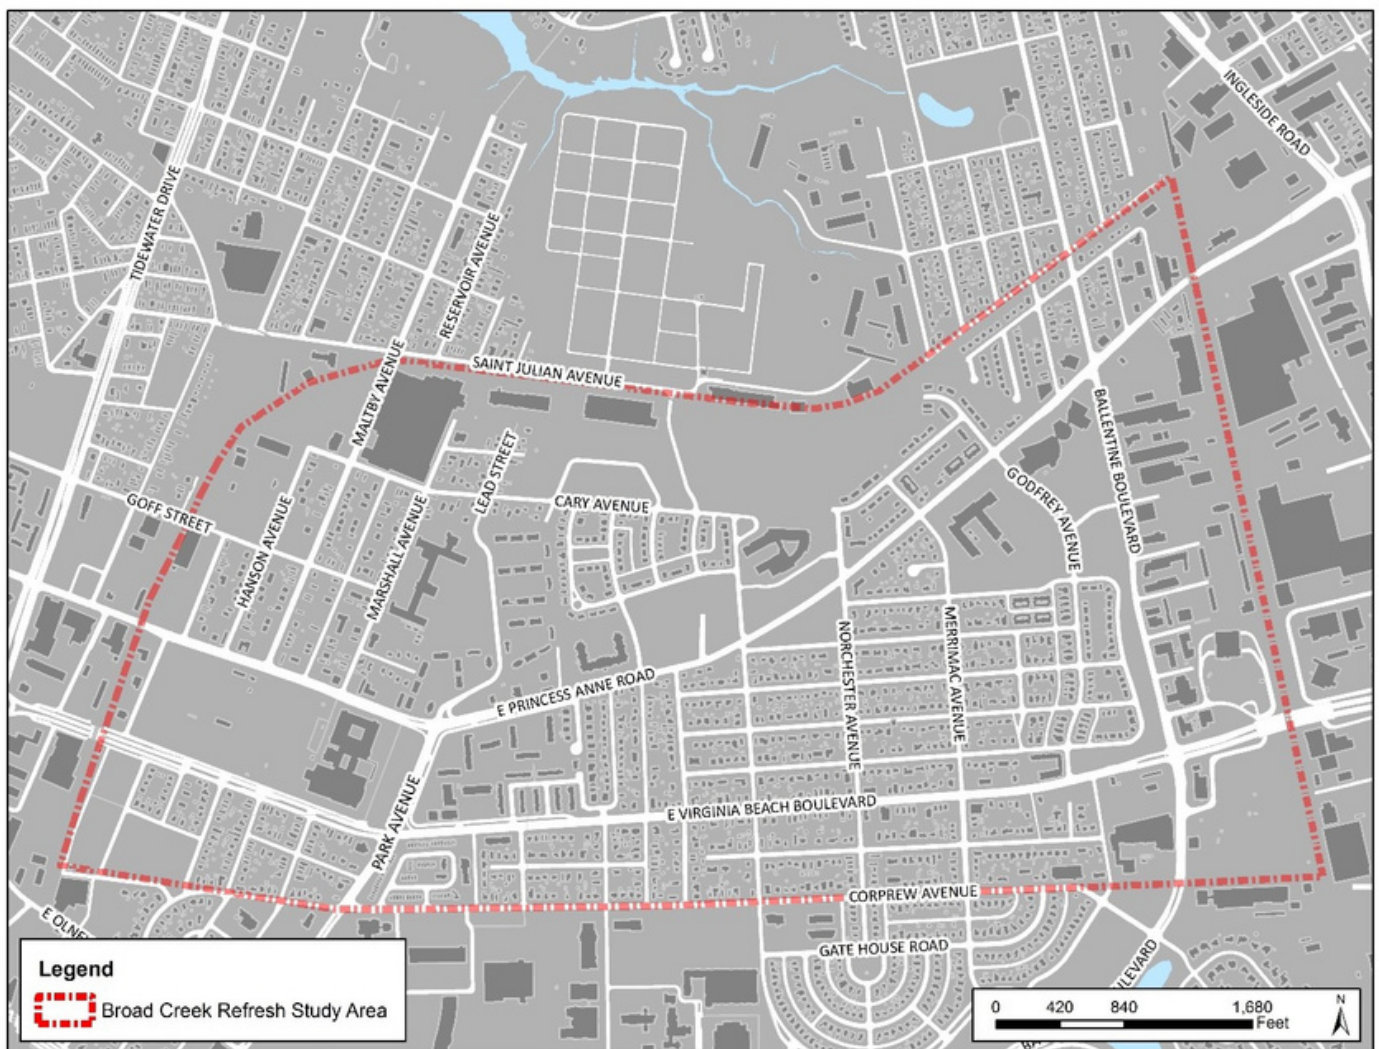 INGLESIDE ROAD
TIDEWATER DRIVE
RESERVOIR AVENUE
MALTBY AVENUE
SAINT JULIAN AVENUE
BALLENTINE BOULEVARD
LEAD STREET
GOFF STREET
HANSON AVENUE
MARSHALL AVENUE
CARY AVENUE
GODFREY AVENUE
NORCHESTER AVENUE
MERRIMAC AVENUE
E PRINCESS ANNE ROAD
PARK AVENUE
E VIRGINIA BEACH BOULEVARD
CORPREW AVENUE
GATE HOUSE ROAD
Legend
Broad Creek Refresh Study Area
0 420 840 1,680
Feet
N